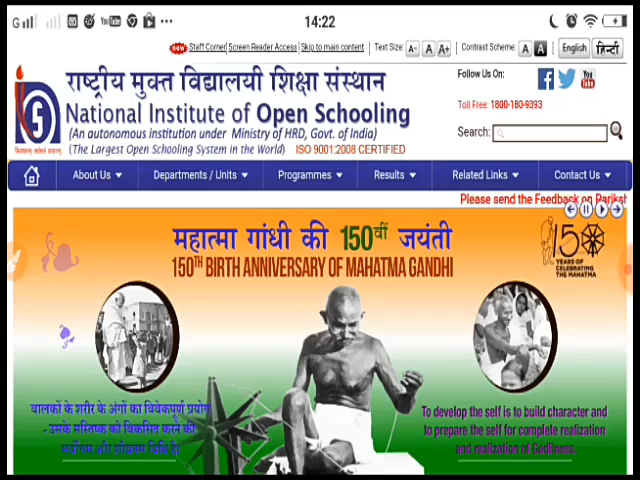 14:22
new Staff Corner Screen Reader Access Skip to main content Text Size: A- A A+ Contrast Scheme: A A English हिन्दी
राष्ट्रीय मुक्त विद्यालयी शिक्षा संस्थान
National Institute of Open Schooling
(An autonomous institution under Ministry of HRD, Govt. of India)
(The Largest Open Schooling System in the World) ISO 9001:2008 CERTIFIED
Follow Us On:
Toll Free: 1800-180-9393
Search:
About Us Departments / Units Programmes Results Related Links Contact Us
Please send the Feedback on
महात्मा गांधी की 150वीं जयंती
150TH BIRTH ANNIVERSARY OF MAHATMA GANDHI
150
YEARS OF
CELEBRATING
THE MAHATMA
बालकों के शरीर के अंगों का विवेकपूर्ण प्रयोग
- उसके मस्तिष्क को विकसित करने की
सर्वोत्तम और शीघ्रतम विधि है।
To develop the self is to build character and
to prepare the self for complete realization
and realization of Godliness.